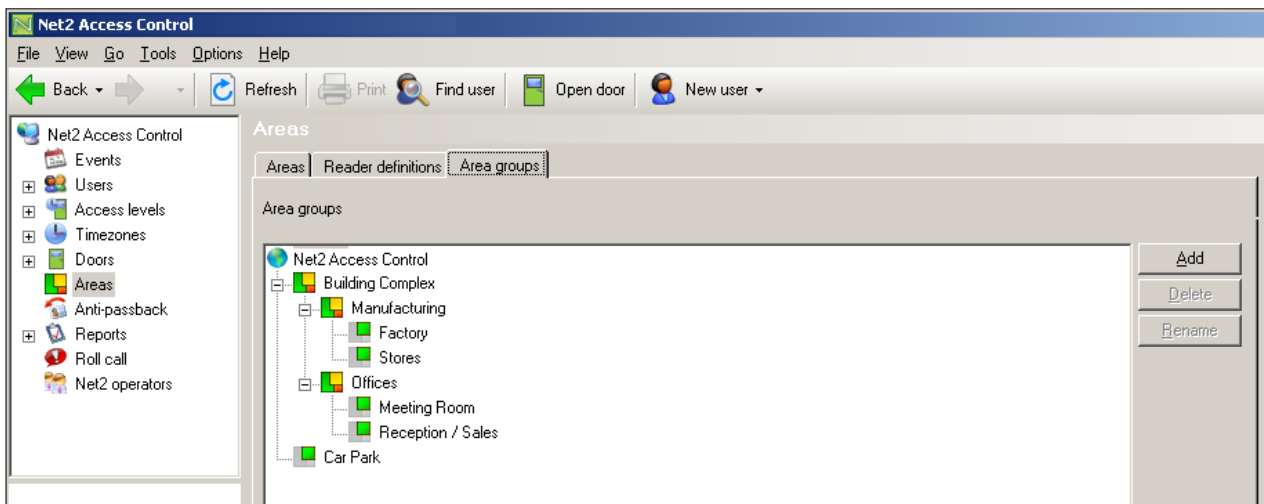 Net2 Access Control
File View Go Tools Options Help
Back Refresh Print Find user Open door New user
Net2 Access Control
Events
Users
Access levels
Timezones
Doors
Areas
Anti-passback
Reports
Roll call
Net2 operators
Areas
Areas Reader definitions Area groups
Area groups
Net2 Access Control
Building Complex
Manufacturing
Factory
Stores
Offices
Meeting Room
Reception / Sales
Car Park
Add
Delete
Rename